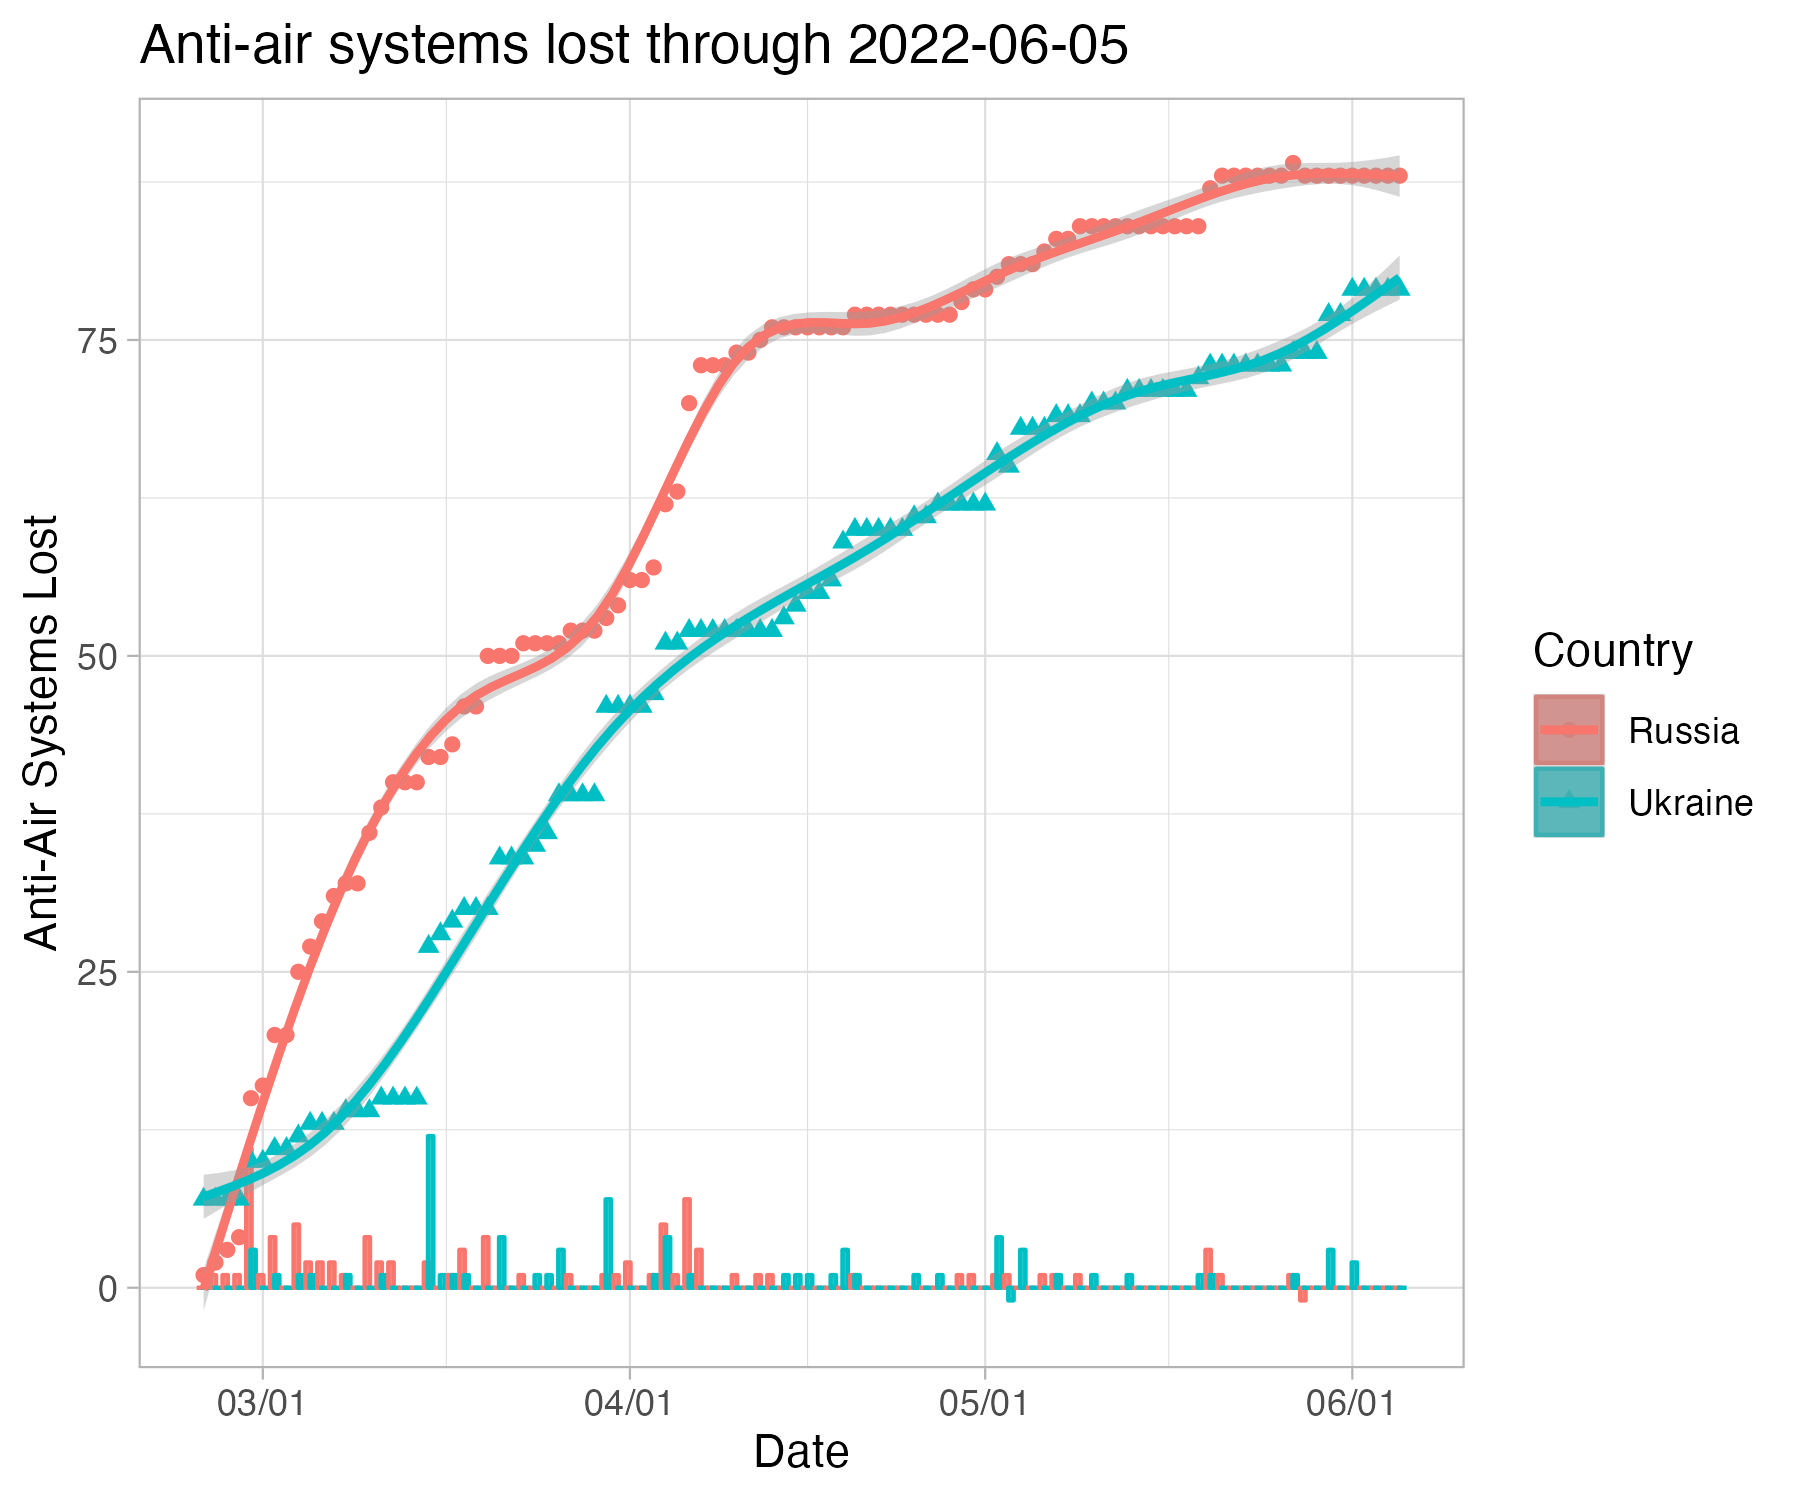 Anti-air systems lost through 2022-06-05
Anti-Air Systems Lost
75
50
25
0
03/01
04/01
05/01
06/01
Date
Country
Russia
Ukraine